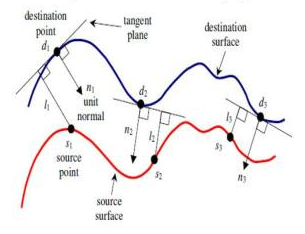 destination
point
tangent
plane
destination
surface
d1
n1
unit
normal
l1
s1
source
point
d2
n2
l2
s2
source
surface
d3
l3
s3
n3